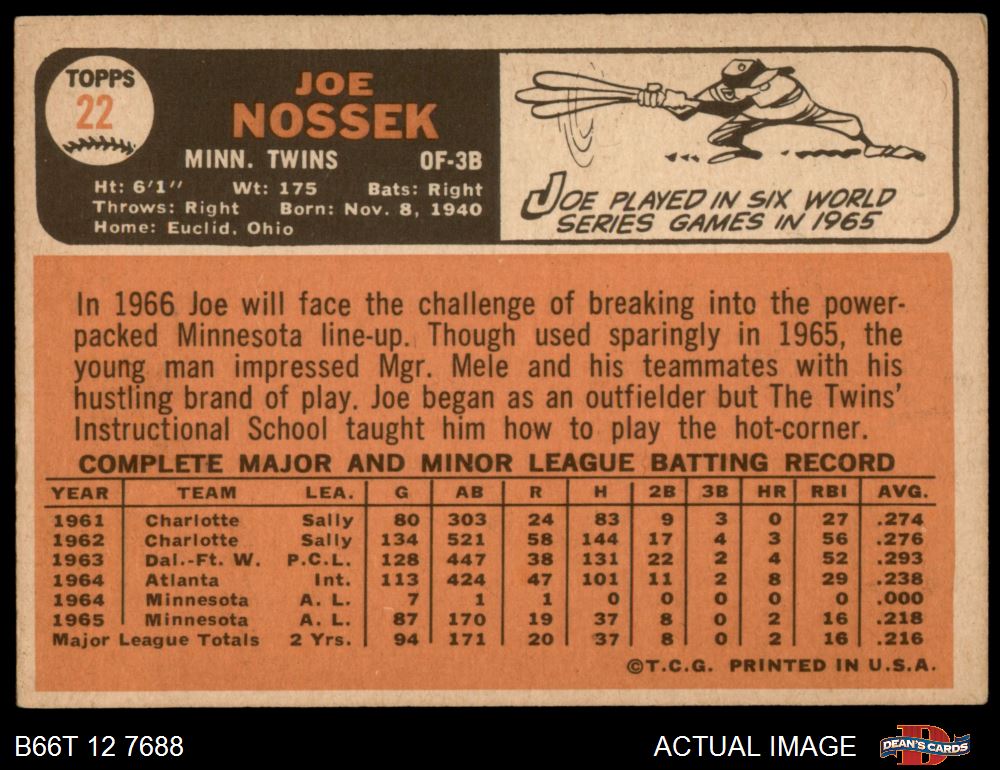 TOPPS
22
JOE
NOSSEK
MINN. TWINS OF-3B
Ht: 6'1" Wt: 175 Bats: Right
Throws: Right Born: Nov. 8, 1940
Home: Euclid, Ohio
JOE PLAYED IN SIX WORLD
SERIES GAMES IN 1965
In 1966 Joe will face the challenge of breaking into the power-
packed Minnesota line-up. Though used sparingly in 1965, the
young man impressed Mgr. Mele and his teammates with his
hustling brand of play. Joe began as an outfielder but The Twins'
Instructional School taught him how to play the hot-corner.
COMPLETE MAJOR AND MINOR LEAGUE BATTING RECORD
YEAR TEAM LEA. G AB R H 2B 3B HR RBI AVG.
1961 Charlotte Sally 80 303 24 83 9 3 0 27 .274
1962 Charlotte Sally 134 521 58 144 17 4 3 56 .276
1963 Dal.-Ft. W. P.C.L. 128 447 38 131 22 2 4 52 .293
1964 Atlanta Int. 113 424 47 101 11 2 8 29 .238
1964 Minnesota A. L. 7 1 1 0 0 0 0 0 .000
1965 Minnesota A. L. 87 170 19 37 8 0 2 16 .218
Major League Totals 2 Yrs. 94 171 20 37 8 0 2 16 .216
©T.C.G. PRINTED IN U.S.A.
B66T 12 7688 ACTUAL IMAGE D DEAN'S CARDS